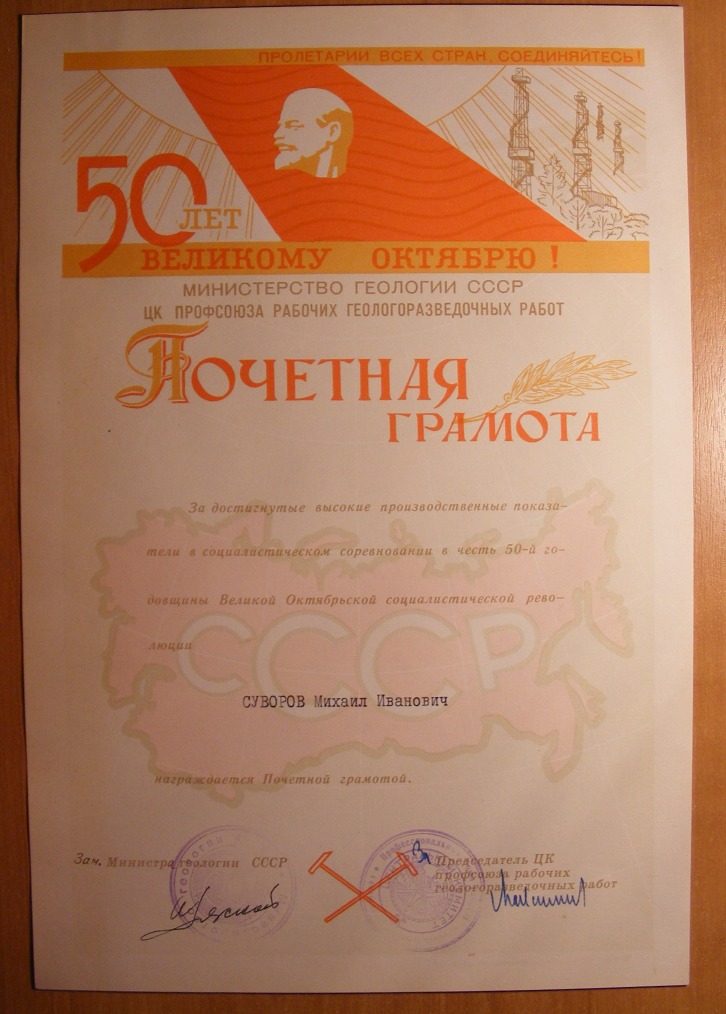 ПРОЛЕТАРИИ ВСЕХ СТРАН, СОЕДИНЯЙТЕСЬ!
50 ЛЕТ
ВЕЛИКОМУ ОКТЯБРЮ!
МИНИСТЕРСТВО ГЕОЛОГИИ СССР
ЦК ПРОФСОЮЗА РАБОЧИХ ГЕОЛОГОРАЗВЕДОЧНЫХ РАБОТ
ПОЧЕТНАЯ
ГРАМОТА
За достигнутые высокие производственные показа-
тели в социалистическом соревновании в честь 50-й го-
довщины Великой Октябрьской социалистической рево-
люции
СССР
СУВОРОВ Михаил Иванович
награждается Почетной грамотой.
Зам. Министра геологии СССР
Председатель ЦК
профсоюза рабочих
геологоразведочных работ